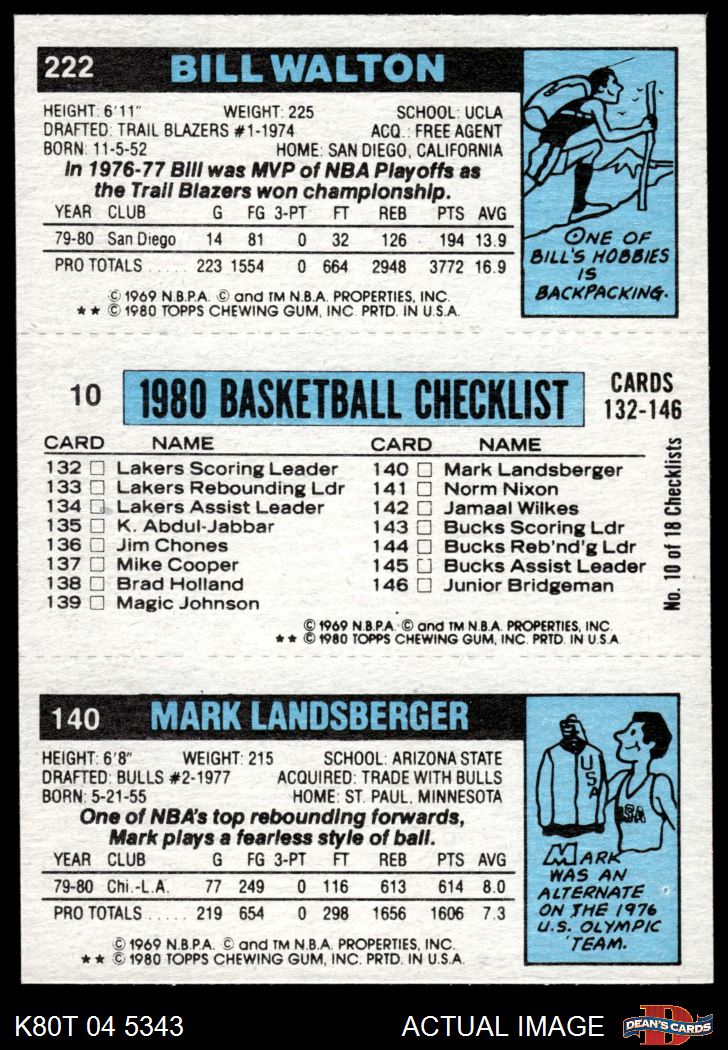 222 BILL WALTON
HEIGHT: 6'11" WEIGHT: 225 SCHOOL: UCLA
DRAFTED: TRAIL BLAZERS #1-1974 ACQ.: FREE AGENT
BORN: 11-5-52 HOME: SAN DIEGO, CALIFORNIA
In 1976-77 Bill was MVP of NBA Playoffs as
the Trail Blazers won championship.
YEAR CLUB G FG 3-PT FT REB PTS AVG
79-80 San Diego 14 81 0 32 126 194 13.9
PRO TOTALS ..... 223 1554 0 664 2948 3772 16.9
© 1969 N.B.P.A. © and TM N.B.A. PROPERTIES, INC.
** © 1980 TOPPS CHEWING GUM, INC. PRTD. IN U.S.A.
ONE OF
BILL'S HOBBIES
IS
BACKPACKING.
10 1980 BASKETBALL CHECKLIST CARDS
132-146
CARD NAME CARD NAME
132 Lakers Scoring Leader 140 Mark Landsberger
133 Lakers Rebounding Ldr 141 Norm Nixon
134 Lakers Assist Leader 142 Jamaal Wilkes
135 K. Abdul-Jabbar 143 Bucks Scoring Ldr
136 Jim Chones 144 Bucks Reb'nd'g Ldr
137 Mike Cooper 145 Bucks Assist Leader
138 Brad Holland 146 Junior Bridgeman
139 Magic Johnson
No. 10 of 18 Checklists
© 1969 N.B.P.A. © and TM N.B.A. PROPERTIES, INC.
** © 1980 TOPPS CHEWING GUM, INC. PRTD. IN U.S.A.
140 MARK LANDSBERGER
HEIGHT: 6'8" WEIGHT: 215 SCHOOL: ARIZONA STATE
DRAFTED: BULLS #2-1977 ACQUIRED: TRADE WITH BULLS
BORN: 5-21-55 HOME: ST. PAUL, MINNESOTA
One of NBA's top rebounding forwards,
Mark plays a fearless style of ball.
YEAR CLUB G FG 3-PT FT REB PTS AVG
79-80 Chi.-L.A. 77 249 0 116 613 614 8.0
PRO TOTALS ..... 219 654 0 298 1656 1606 7.3
© 1969 N.B.P.A. © and TM N.B.A. PROPERTIES, INC.
** © 1980 TOPPS CHEWING GUM, INC. PRTD. IN U.S.A.
USA
USA
MARK
WAS AN
ALTERNATE
ON THE 1976
U.S. OLYMPIC
TEAM.
K80T 04 5343 ACTUAL IMAGE D DEAN'S CARDS